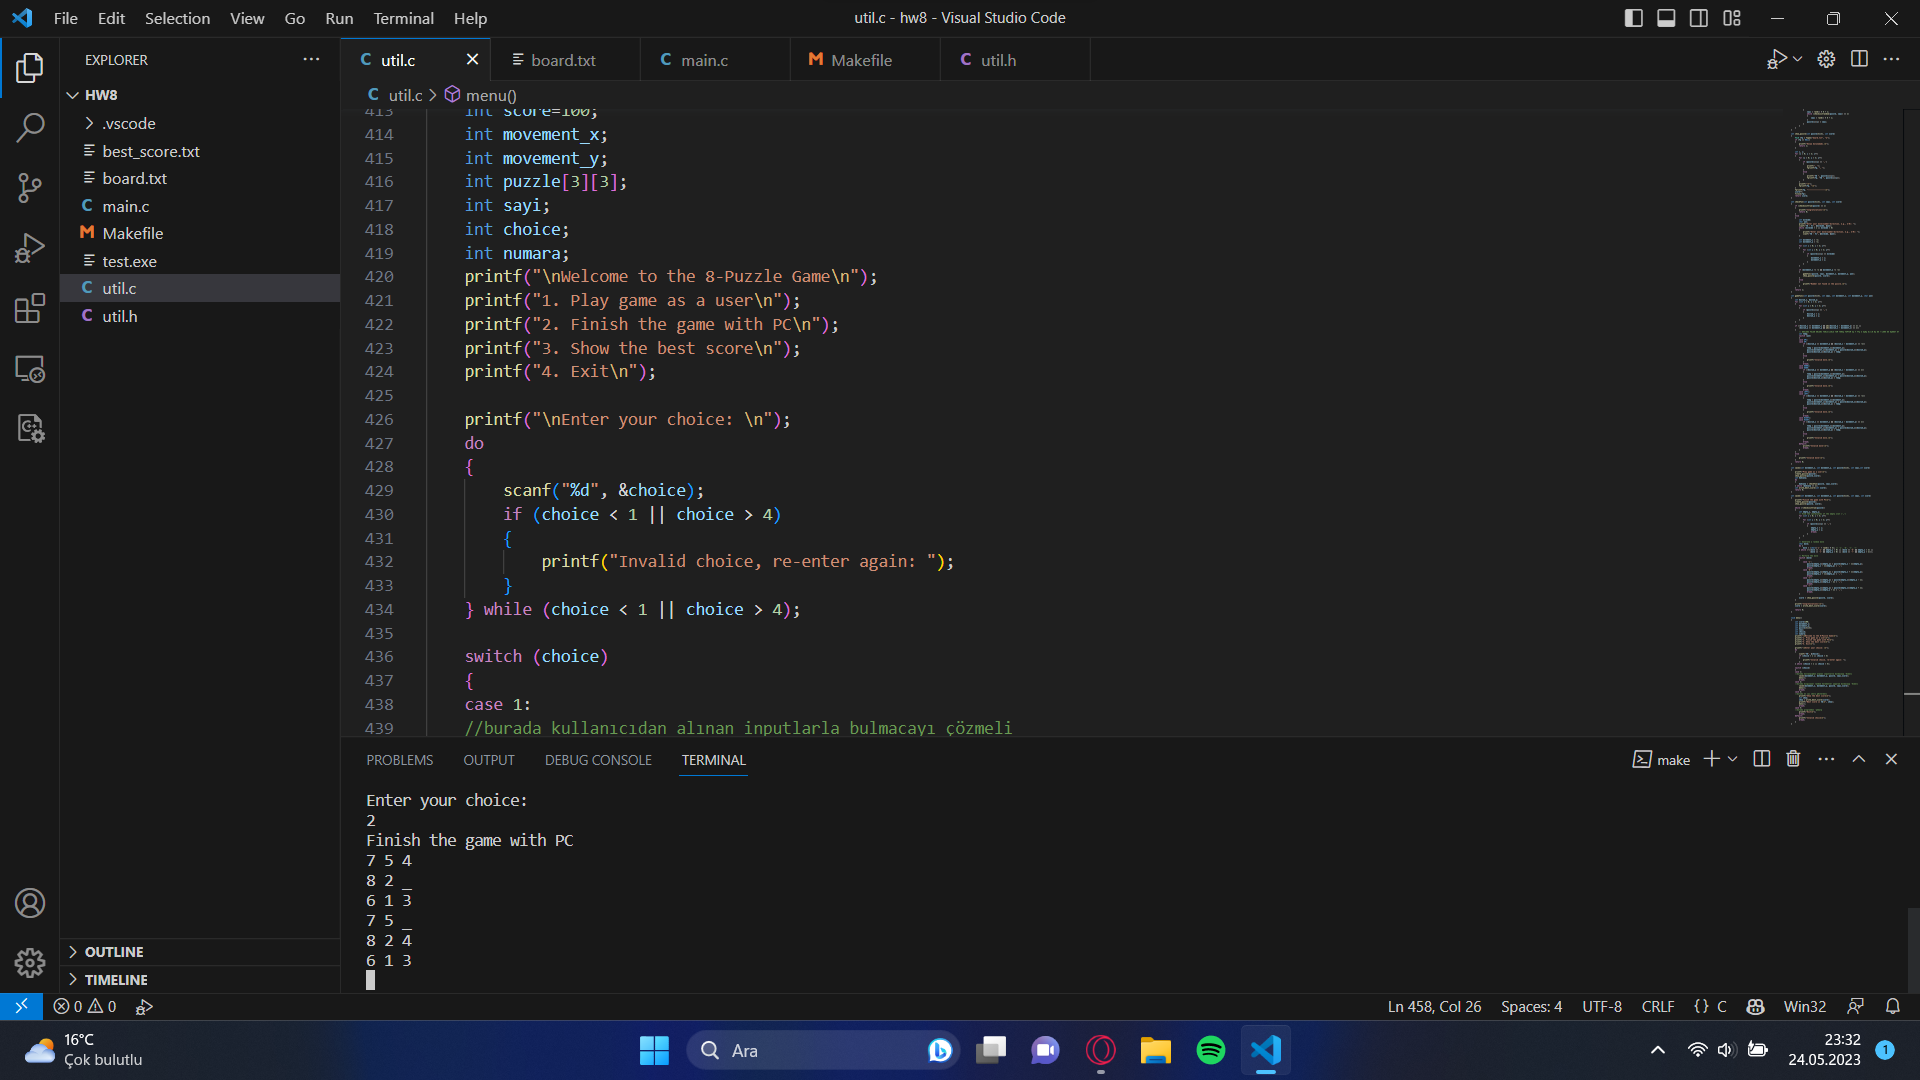 File Edit Selection View Go Run Terminal Help
util.c - hw8 - Visual Studio Code
EXPLORER
HW8
.vscode
best_score.txt
board.txt
C main.c
M Makefile
test.exe
C util.c
C util.h
OUTLINE
TIMELINE
C util.c
board.txt
C main.c
M Makefile
C util.h
C util.c > menu()
413 int score=100;
414 int movement_x;
415 int movement_y;
416 int puzzle[3][3];
417 int sayi;
418 int choice;
419 int numara;
420 printf("\nWelcome to the 8-Puzzle Game\n");
421 printf("1. Play game as a user\n");
422 printf("2. Finish the game with PC\n");
423 printf("3. Show the best score\n");
424 printf("4. Exit\n");
425
426 printf("\nEnter your choice: \n");
427 do
428 {
429 scanf("%d", &choice);
430 if (choice < 1 || choice > 4)
431 {
432 printf("Invalid choice, re-enter again: ");
433 }
434 } while (choice < 1 || choice > 4);
435
436 switch (choice)
437 {
438 case 1:
439 //burada kullanıcıdan alınan inputlarla bulmacayı çözmeli
PROBLEMS OUTPUT DEBUG CONSOLE TERMINAL
make
Enter your choice:
2
Finish the game with PC
7 5 4
8 2 _
6 1 3
7 5 _
8 2 4
6 1 3
0 0
Ln 458, Col 26 Spaces: 4 UTF-8 CRLF {} C Win32
16°C
Çok bulutlu
Ara
23:32
24.05.2023
1